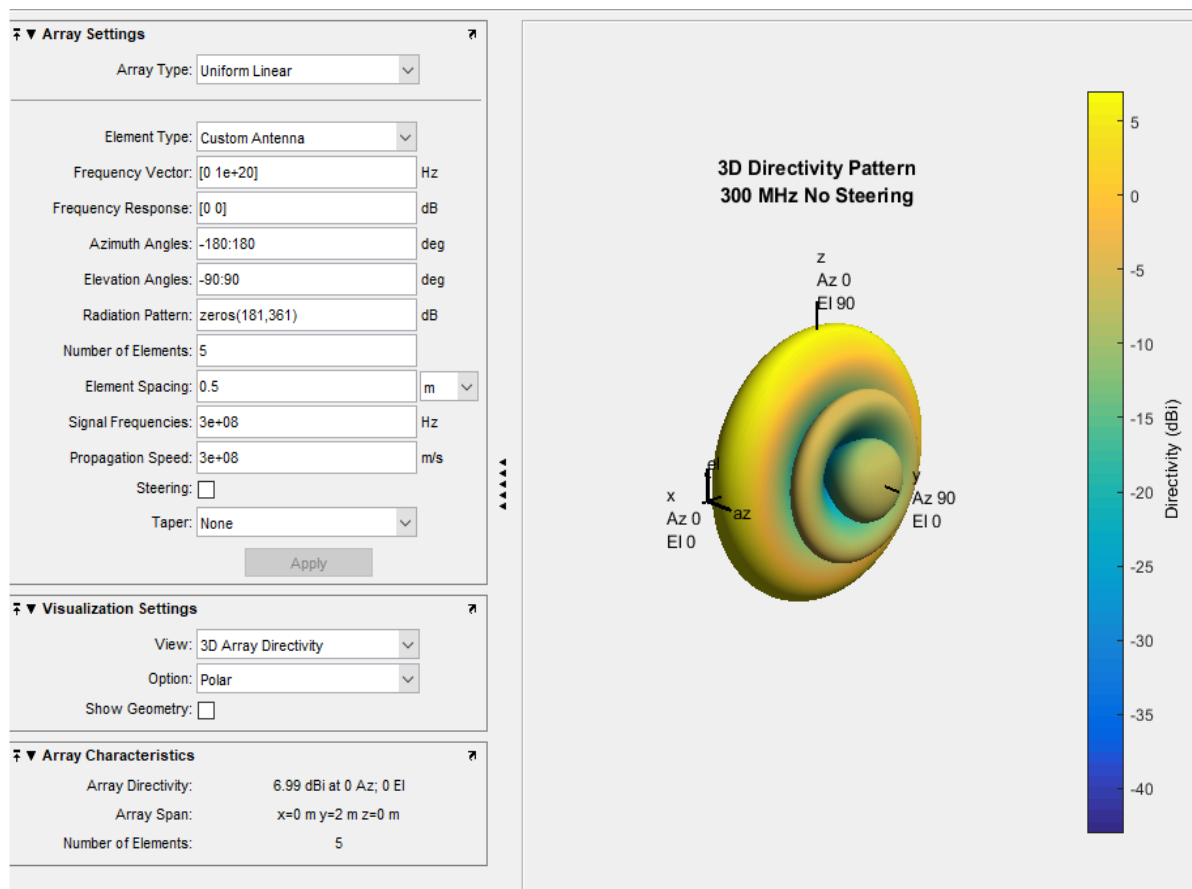 Array Settings
Array Type: Uniform Linear
Element Type: Custom Antenna
Frequency Vector: [0 1e+20] Hz
Frequency Response: [0 0] dB
Azimuth Angles: -180:180 deg
Elevation Angles: -90:90 deg
Radiation Pattern: zeros(181,361) dB
Number of Elements: 5
Element Spacing: 0.5 m
Signal Frequencies: 3e+08 Hz
Propagation Speed: 3e+08 m/s
Steering:
Taper: None
Apply
Visualization Settings
View: 3D Array Directivity
Option: Polar
Show Geometry:
Array Characteristics
Array Directivity: 6.99 dBi at 0 Az; 0 El
Array Span: x=0 m y=2 m z=0 m
Number of Elements: 5
3D Directivity Pattern
300 MHz No Steering
z
Az 0
El 90
el
az
x
Az 0
El 0
y
Az 90
El 0
5
0
-5
-10
-15
-20
-25
-30
-35
-40
Directivity (dBi)